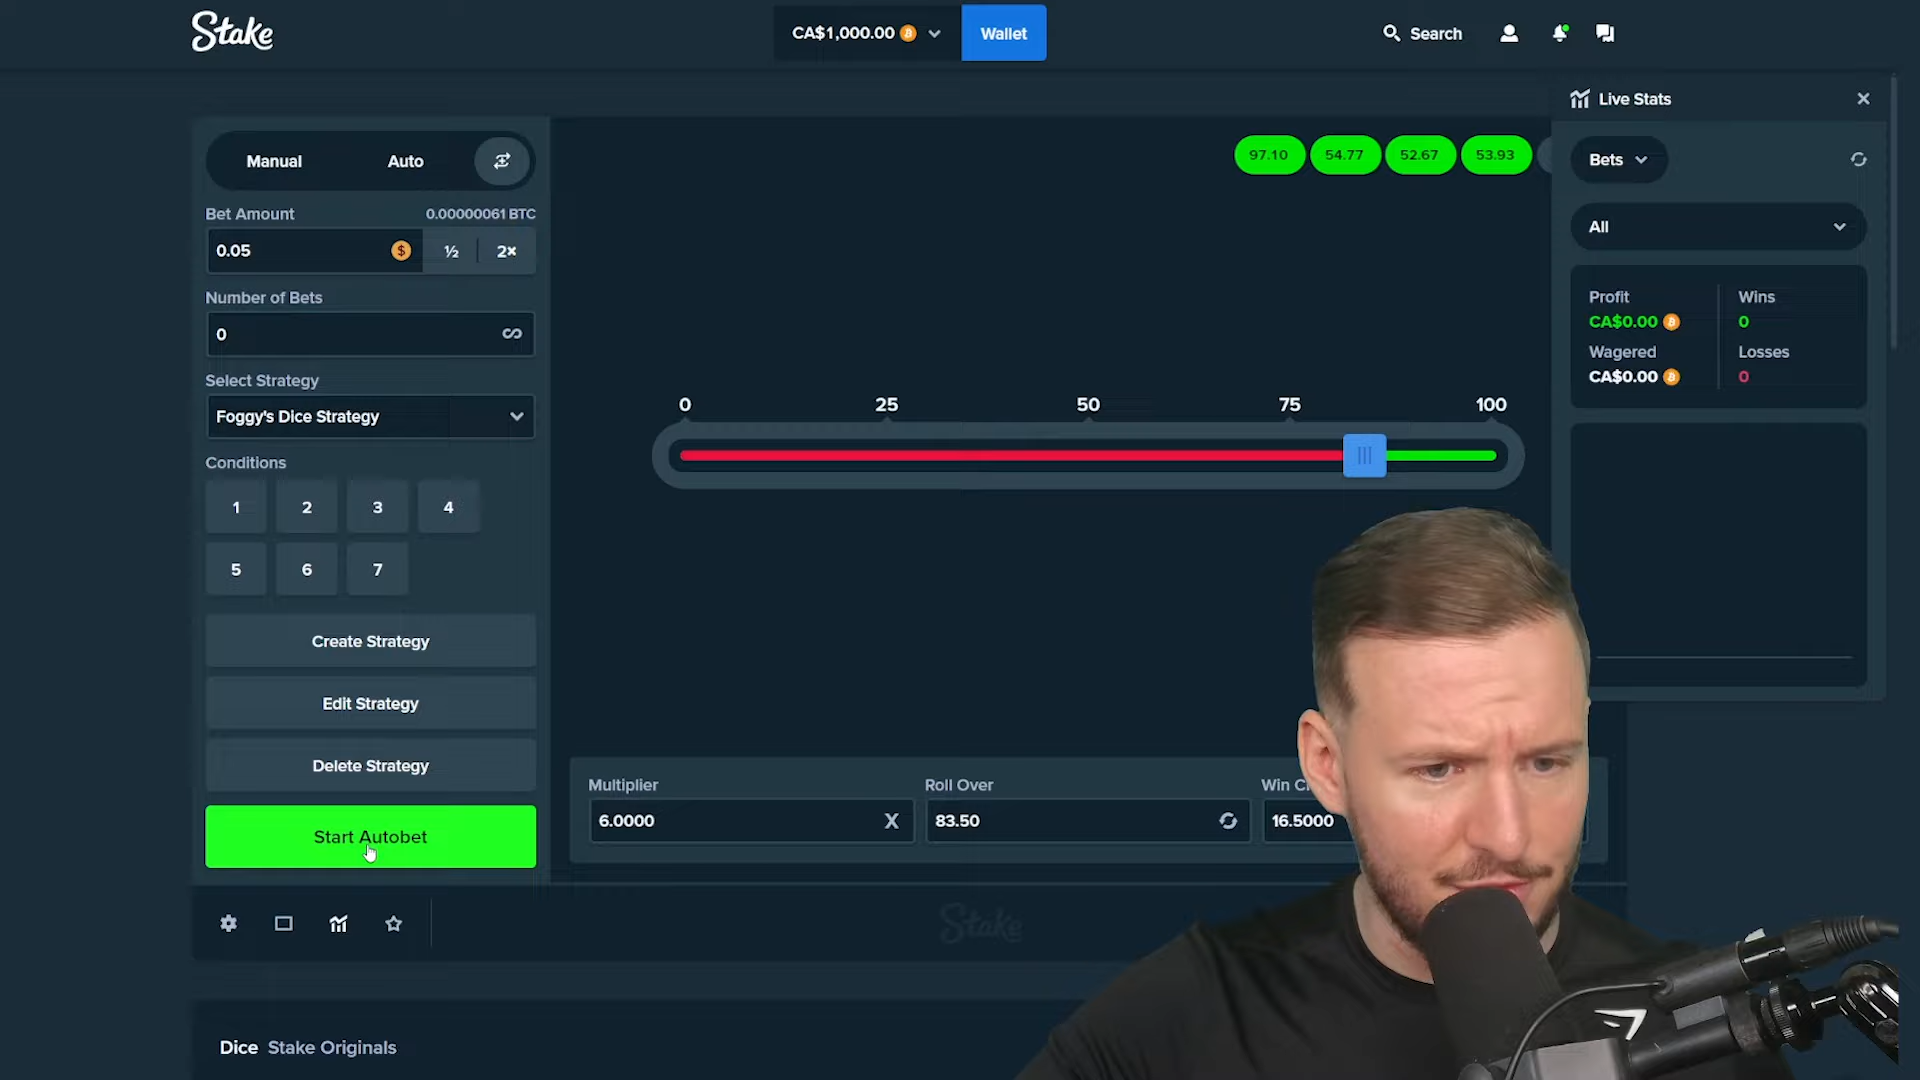 Stake
CA$1,000.00
Wallet
Search
Live Stats
Manual
Auto
97.10
54.77
52.67
53.93
Bets
Bet Amount
0.00000061 BTC
0.05
½
2×
All
Number of Bets
0
Profit
Wins
CA$0.00
0
Wagered
Losses
CA$0.00
0
Select Strategy
Foggy's Dice Strategy
0
25
50
75
100
Conditions
1
2
3
4
5
6
7
Create Strategy
Edit Strategy
Delete Strategy
Start Autobet
Multiplier
Roll Over
Win C
6.0000
X
83.50
16.5000
Stake
Dice Stake Originals